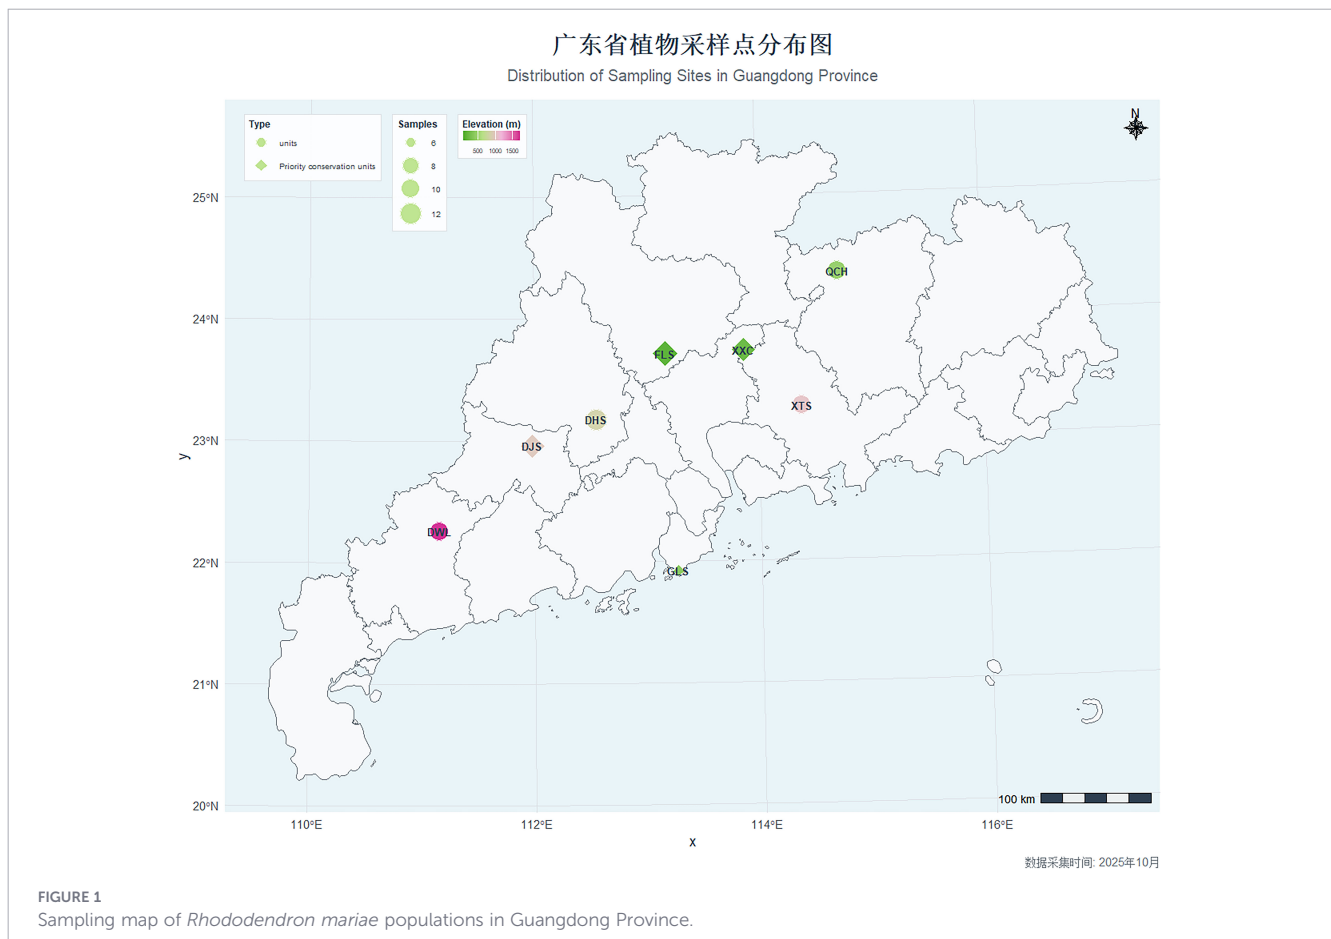 广东省植物采样点分布图
Distribution of Sampling Sites in Guangdong Province
Type
units
Priority conservation units
Samples
6
8
10
12
Elevation (m)
500 1000 1500
N
25°N
24°N
23°N
22°N
21°N
20°N
y
QCH
FLS
XXC
XTS
DHS
DJS
DWL
GLS
100 km
110°E 112°E 114°E 116°E
x
数据采集时间: 2025年10月
FIGURE 1
Sampling map of Rhododendron mariae populations in Guangdong Province.